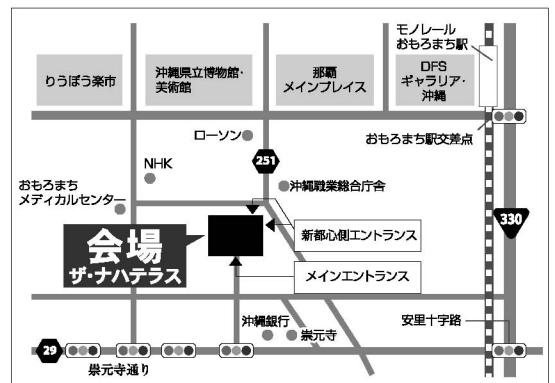 モノレール
おもろまち駅
りうぼう楽市
沖縄県立博物館・
美術館
那覇
メインプレイス
DFS
ギャラリア・
沖縄
おもろまち駅交差点
ローソン
251
NHK
沖縄職業総合庁舎
おもろまち
メディカルセンター
330
会場
ザ・ナハテラス
新都心側エントランス
メインエントランス
沖縄銀行
崇元寺
安里十字路
29
崇元寺通り